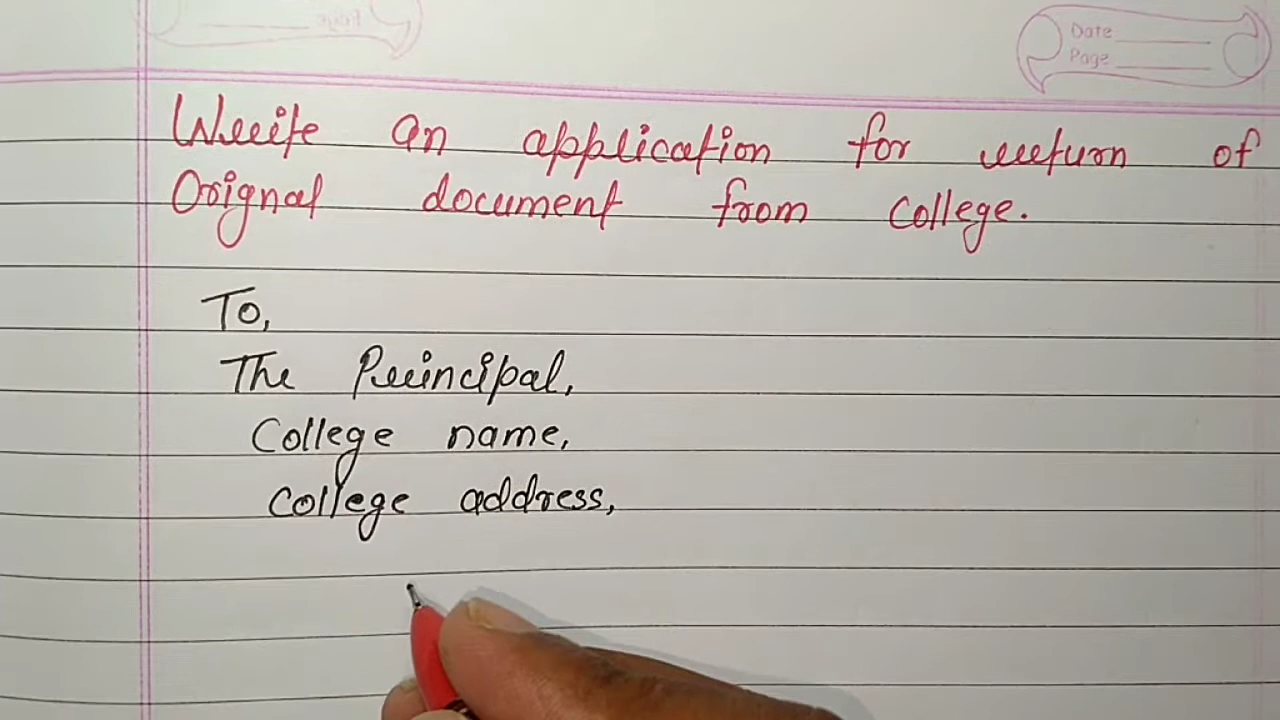 Date
Page
Write an application for return of
Orignal document from college.
To,
The Principal,
College name,
College address,